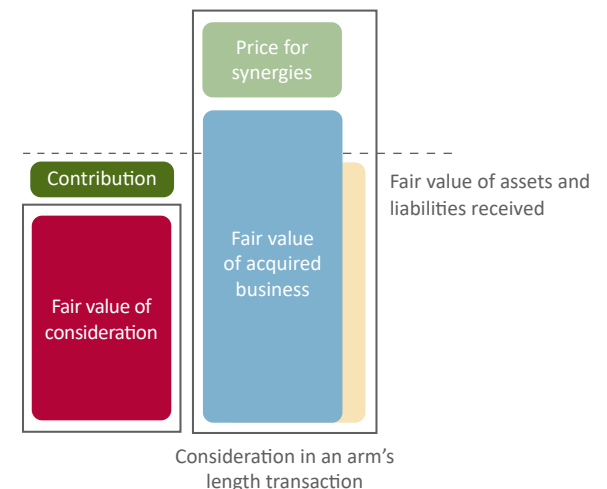 Price for
synergies
Contribution
Fair value of assets and
liabilities received
Fair value
of acquired
business
Fair value of
consideration
Consideration in an arm’s
length transaction